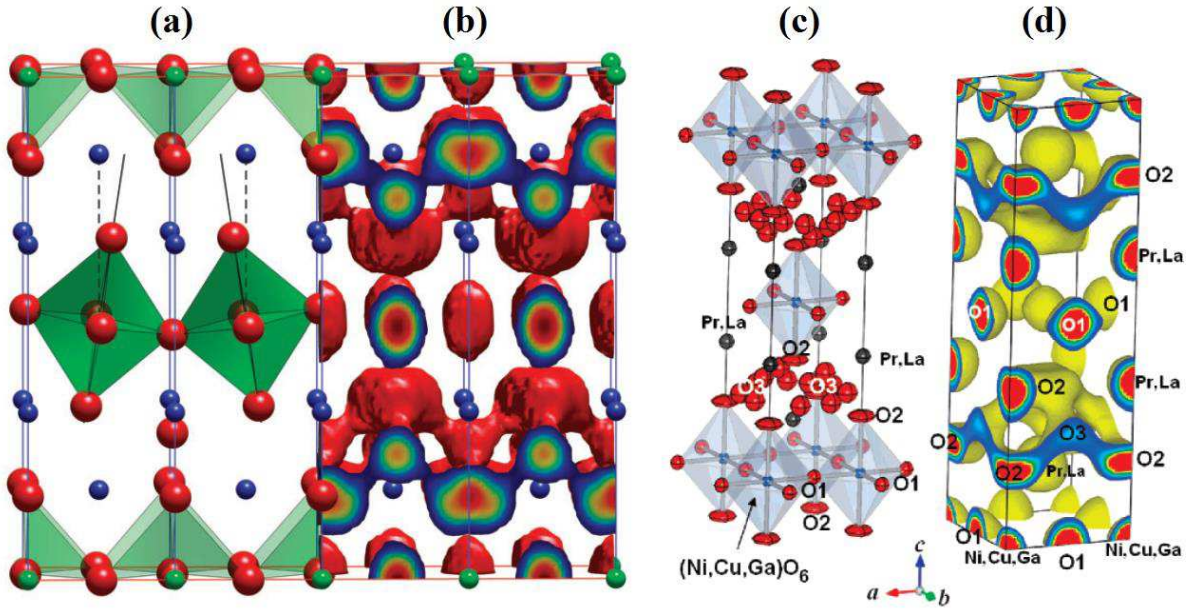 (a)
(b)
(c)
(d)
Pr,La
O2
Pr,La
O3
O3
O2
O1
O1
O2
(Ni,Cu,Ga)O6
O2
Pr,La
O1
O1
O1
Pr,La
O2
O3
O2
O2
O2
Pr,La
O1
Ni,Cu,Ga
O1
Ni,Cu,Ga
c
a
b